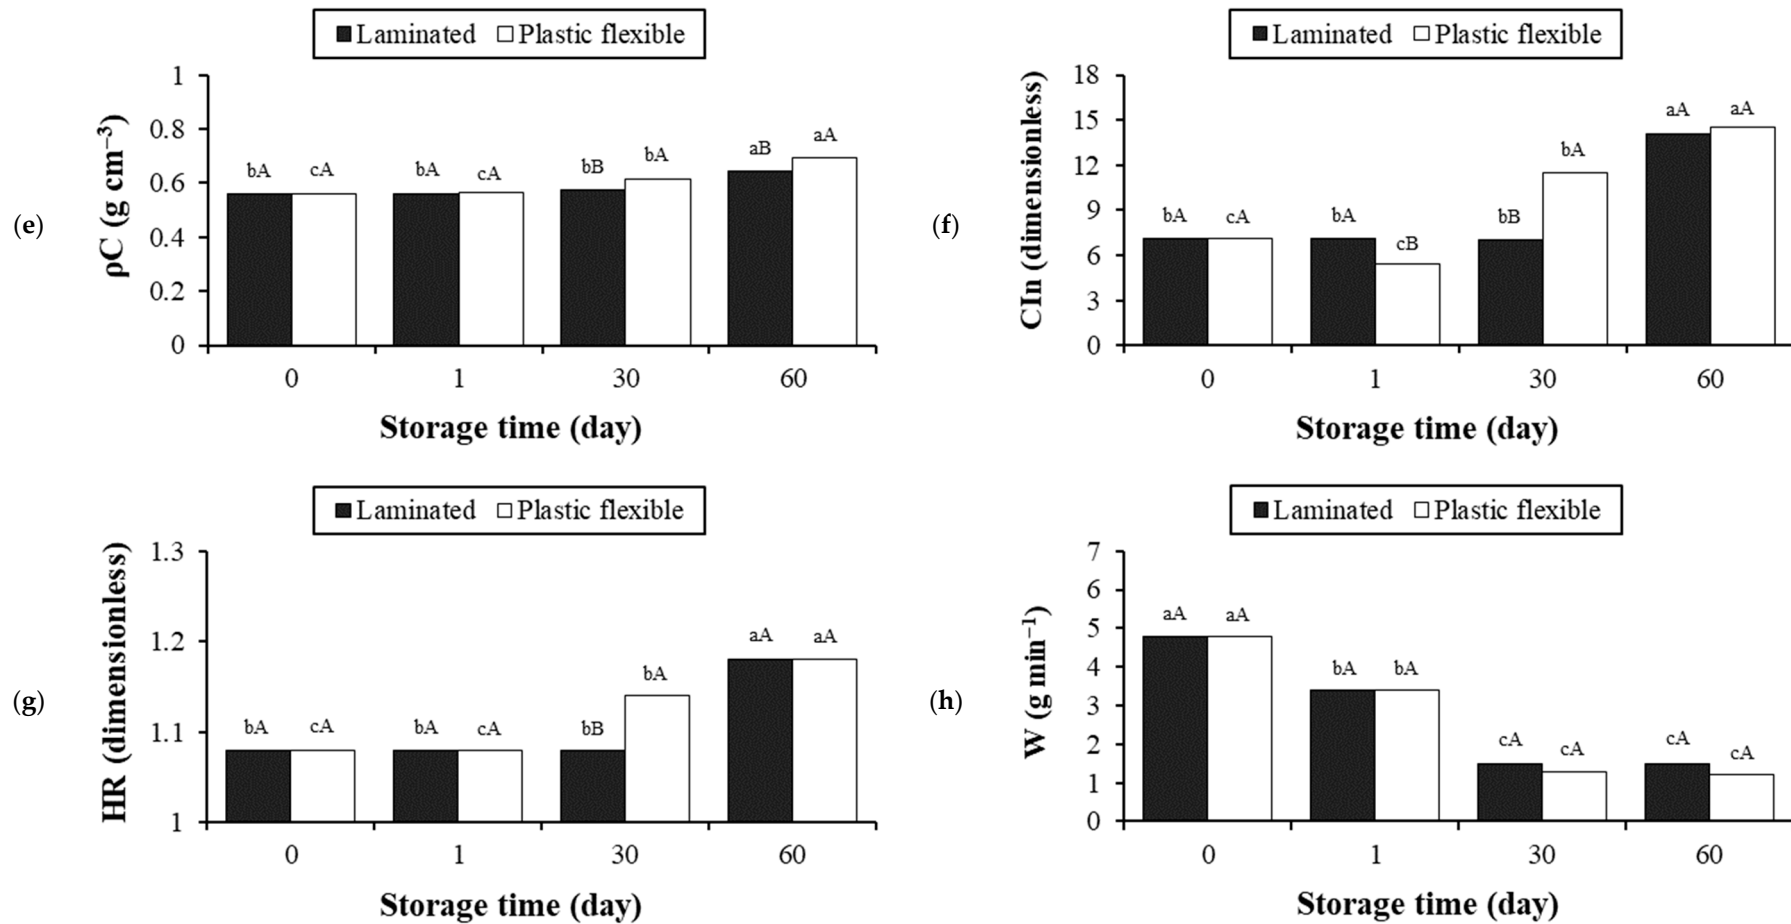 Laminated Plastic flexible
1
0.8
0.6
0.4
0.2
0
ρC (g cm⁻³)
(e)
bA cA bA cA bB bA aB aA
0 1 30 60
Storage time (day)
Laminated Plastic flexible
18
15
12
9
6
3
0
CIn (dimensionless)
(f)
bA cA bA cB bB bA aA aA
0 1 30 60
Storage time (day)
Laminated Plastic flexible
1.3
1.2
1.1
1
HR (dimensionless)
(g)
bA cA bA cA bB bA aA aA
0 1 30 60
Storage time (day)
Laminated Plastic flexible
7
6
5
4
3
2
1
0
W (g min⁻¹)
(h)
aA aA bA bA cA cA cA cA
0 1 30 60
Storage time (day)